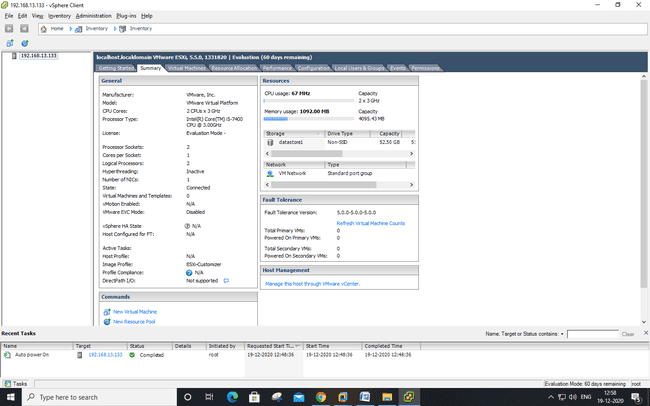 192.168.13.133 - vSphere Client
File Edit View Inventory Administration Plug-ins Help
Home Inventory Inventory
192.168.13.133
localhost.localdomain VMware ESXi, 5.5.0, 1331820 | Evaluation (60 days remaining)
Getting Started Summary Virtual Machines Resource Allocation Performance Configuration Local Users & Groups Events Permissions
General
Manufacturer: VMware, Inc.
Model: VMware Virtual Platform
CPU Cores: 2 CPUs x 3 GHz
Processor Type: Intel(R) Core(TM) i5-7400
CPU @ 3.00GHz
License: Evaluation Mode -
Processor Sockets: 2
Cores per Socket: 1
Logical Processors: 2
Hyperthreading: Inactive
Number of NICs: 1
State: Connected
Virtual Machines and Templates: 0
vMotion Enabled: N/A
VMware EVC Mode: Disabled
vSphere HA State N/A
Host Configured for FT: N/A
Active Tasks:
Host Profile: N/A
Image Profile: ESXi-Customizer
Profile Compliance: N/A
DirectPath I/O: Not supported
Commands
New Virtual Machine
New Resource Pool
Resources
CPU usage: 67 MHz Capacity
2 x 3 GHz
Memory usage: 1092.00 MB Capacity
4095.43 MB
Storage Drive Type Capacity
datastore1 Non-SSD 52.50 GB 5:
Network Type
VM Network Standard port group
Fault Tolerance
Fault Tolerance Version: 5.0.0-5.0.0-5.0.0
Refresh Virtual Machine Counts
Total Primary VMs: 0
Powered On Primary VMs: 0
Total Secondary VMs: 0
Powered On Secondary VMs: 0
Host Management
Manage this host through VMware vCenter.
Recent Tasks
Name, Target or Status contains: Clear
Name Target Status Details Initiated by Requested Start Ti... Start Time Completed Time
Auto power On 192.168.13.133 Completed root 19-12-2020 12:48:36 19-12-2020 12:48:36 19-12-2020 12:48:36
Tasks Evaluation Mode: 60 days remaining root
Type here to search
ENG
12:58
19-12-2020